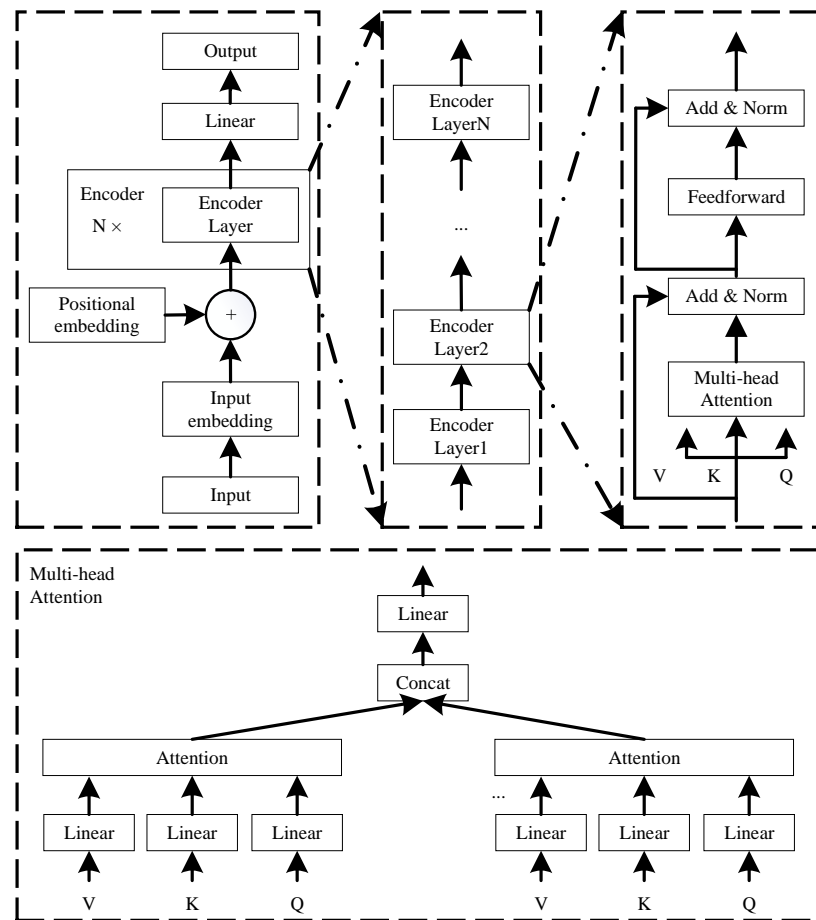 Output
Linear
Encoder
N ×
Encoder
Layer
Positional
embedding
+
Input
embedding
Input
Encoder
LayerN
...
Encoder
Layer2
Encoder
Layer1
Add & Norm
Feedforward
Add & Norm
Multi-head
Attention
V K Q
Multi-head
Attention
Linear
Concat
Attention Attention
...
Linear Linear Linear Linear Linear Linear
V K Q V K Q